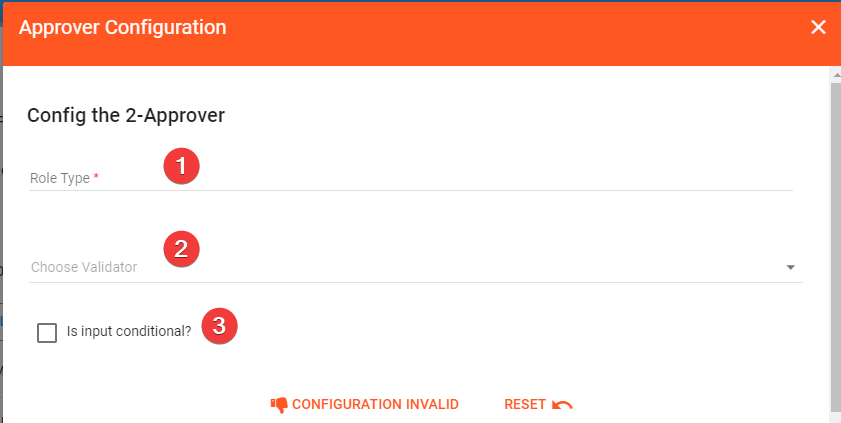 Approver Configuration
Config the 2-Approver
Role Type *
1
Choose Validator
2
Is input conditional?
3
CONFIGURATION INVALID
RESET